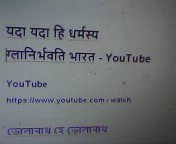 यदा यदा हि धर्मस्य
ग्लानिर्भवति भारत - YouTube
YouTube
https://www.youtube.com › watch
ভোলানাথ হে ভোলানাথ